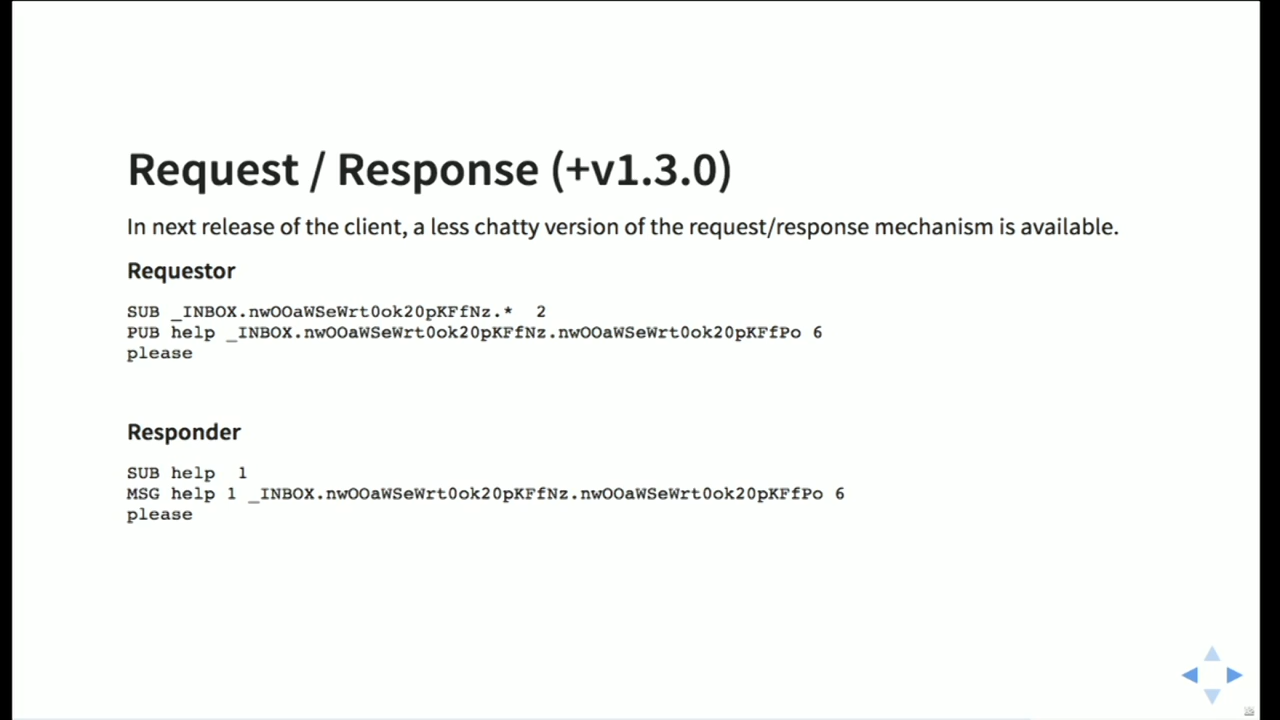 Request / Response (+v1.3.0)
In next release of the client, a less chatty version of the request/response mechanism is available.
Requestor
SUB _INBOX.nwOOaWSeWrt0ok20pKFfNz.*  2
PUB help _INBOX.nwOOaWSeWrt0ok20pKFfNz.nwOOaWSeWrt0ok20pKFfPo 6
please
Responder
SUB help  1
MSG help 1 _INBOX.nwOOaWSeWrt0ok20pKFfNz.nwOOaWSeWrt0ok20pKFfPo 6
please